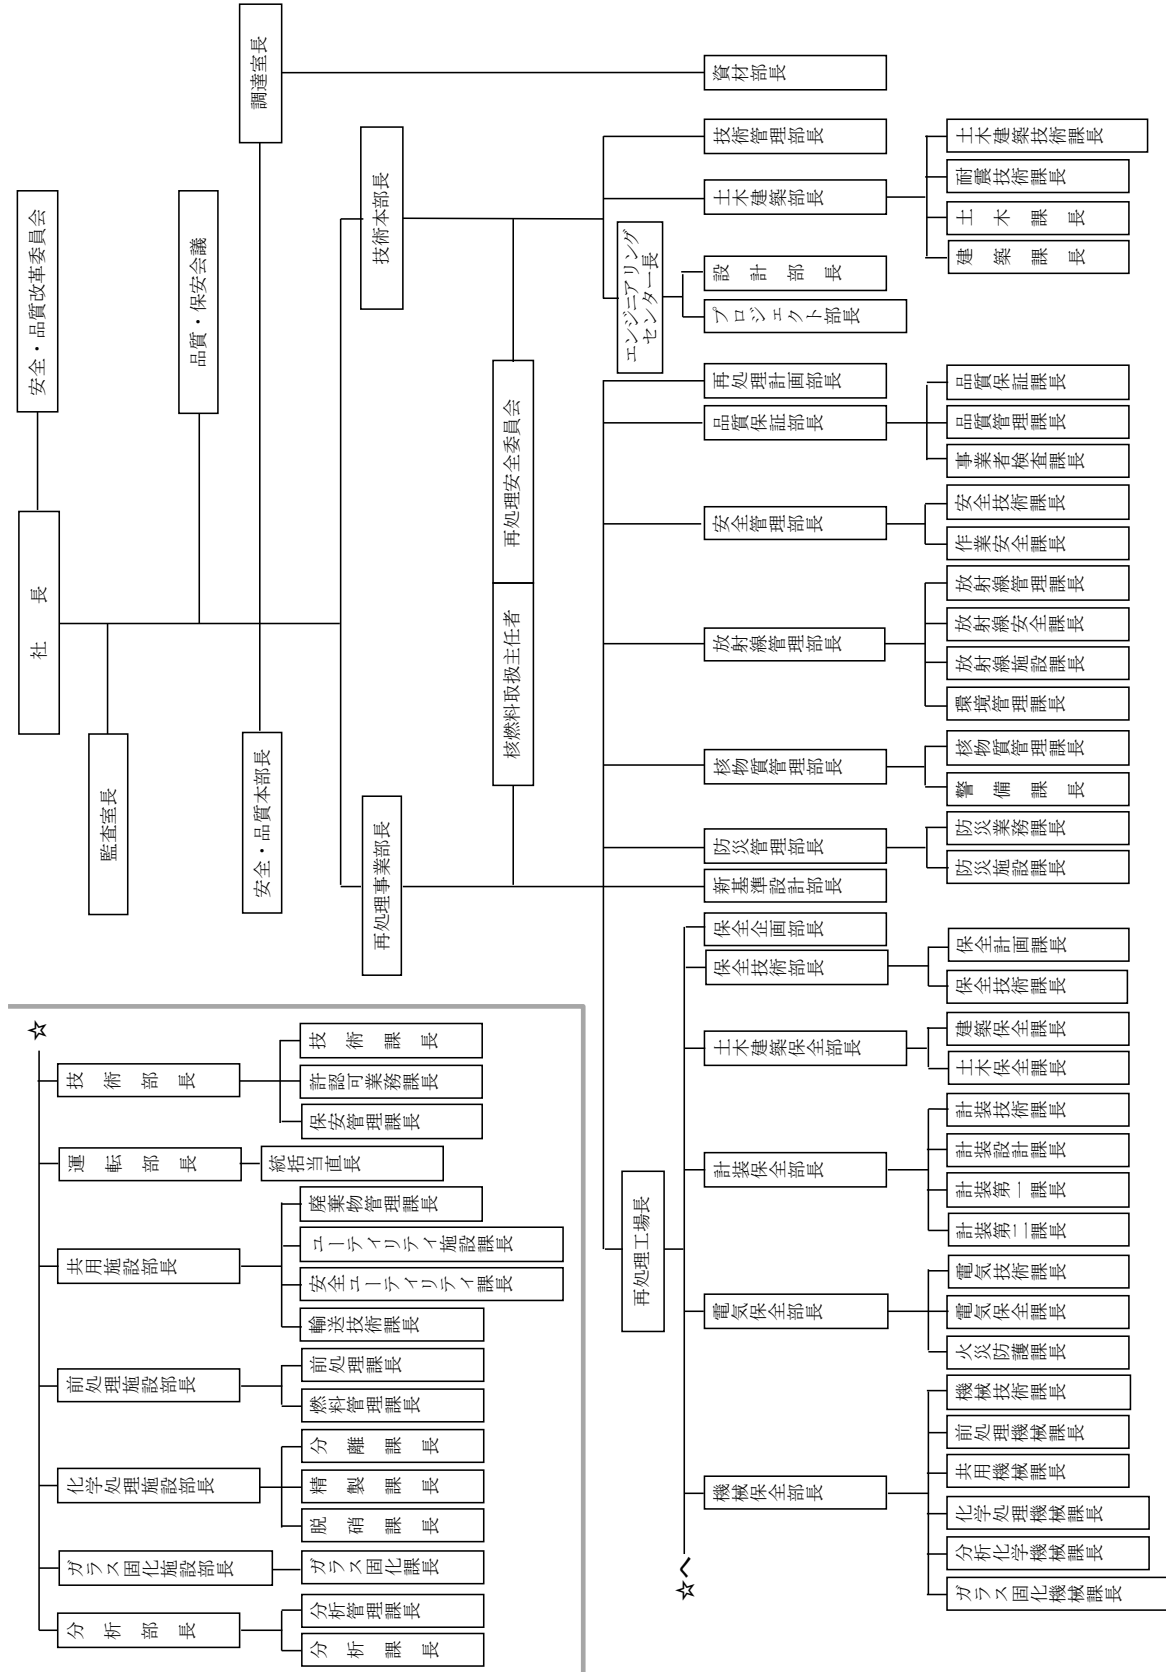 社長
安全・品質改革委員会
監査室長
品質・保安会議
調達室長
安全・品質本部長
技術本部長
再処理事業部長
再処理安全委員会
核燃料取扱主任者
資材部長
技術管理部長
土木建築部長
土木建築技術課長
耐震技術課長
土木課長
建築課長
エンジニアリング
センター長
設計部長
プロジェクト部長
再処理計画部長
品質保証部長
品質保証課長
品質管理課長
事業者検査課長
安全管理部長
安全技術課長
作業安全課長
放射線管理部長
放射線管理課長
放射線安全課長
放射線施設課長
環境管理課長
核物質管理部長
核物質管理課長
警備課長
防災管理部長
防災業務課長
防災施設課長
新基準設計部長
再処理工場長
保全企画部長
保全技術部長
保全計画課長
保全技術課長
土木建築保全部長
建築保全課長
土木保全課長
計装保全部長
計装技術課長
計装設計課長
計装第一課長
計装第二課長
電気保全部長
電気技術課長
電気保全課長
火災防護課長
機械保全部長
機械技術課長
前処理機械課長
共用機械課長
化学処理機械課長
分析化学機械課長
ガラス固化機械課長
☆へ
☆
技術部長
技術課長
許認可業務課長
保安管理課長
運転部長
統括当直長
共用施設部長
廃棄物管理課長
ユーティリティ施設課長
安全ユーティリティ課長
輸送技術課長
前処理施設部長
前処理課長
燃料管理課長
化学処理施設部長
分離課長
精製課長
脱硝課長
ガラス固化施設部長
ガラス固化課長
分析部長
分析管理課長
分析課長